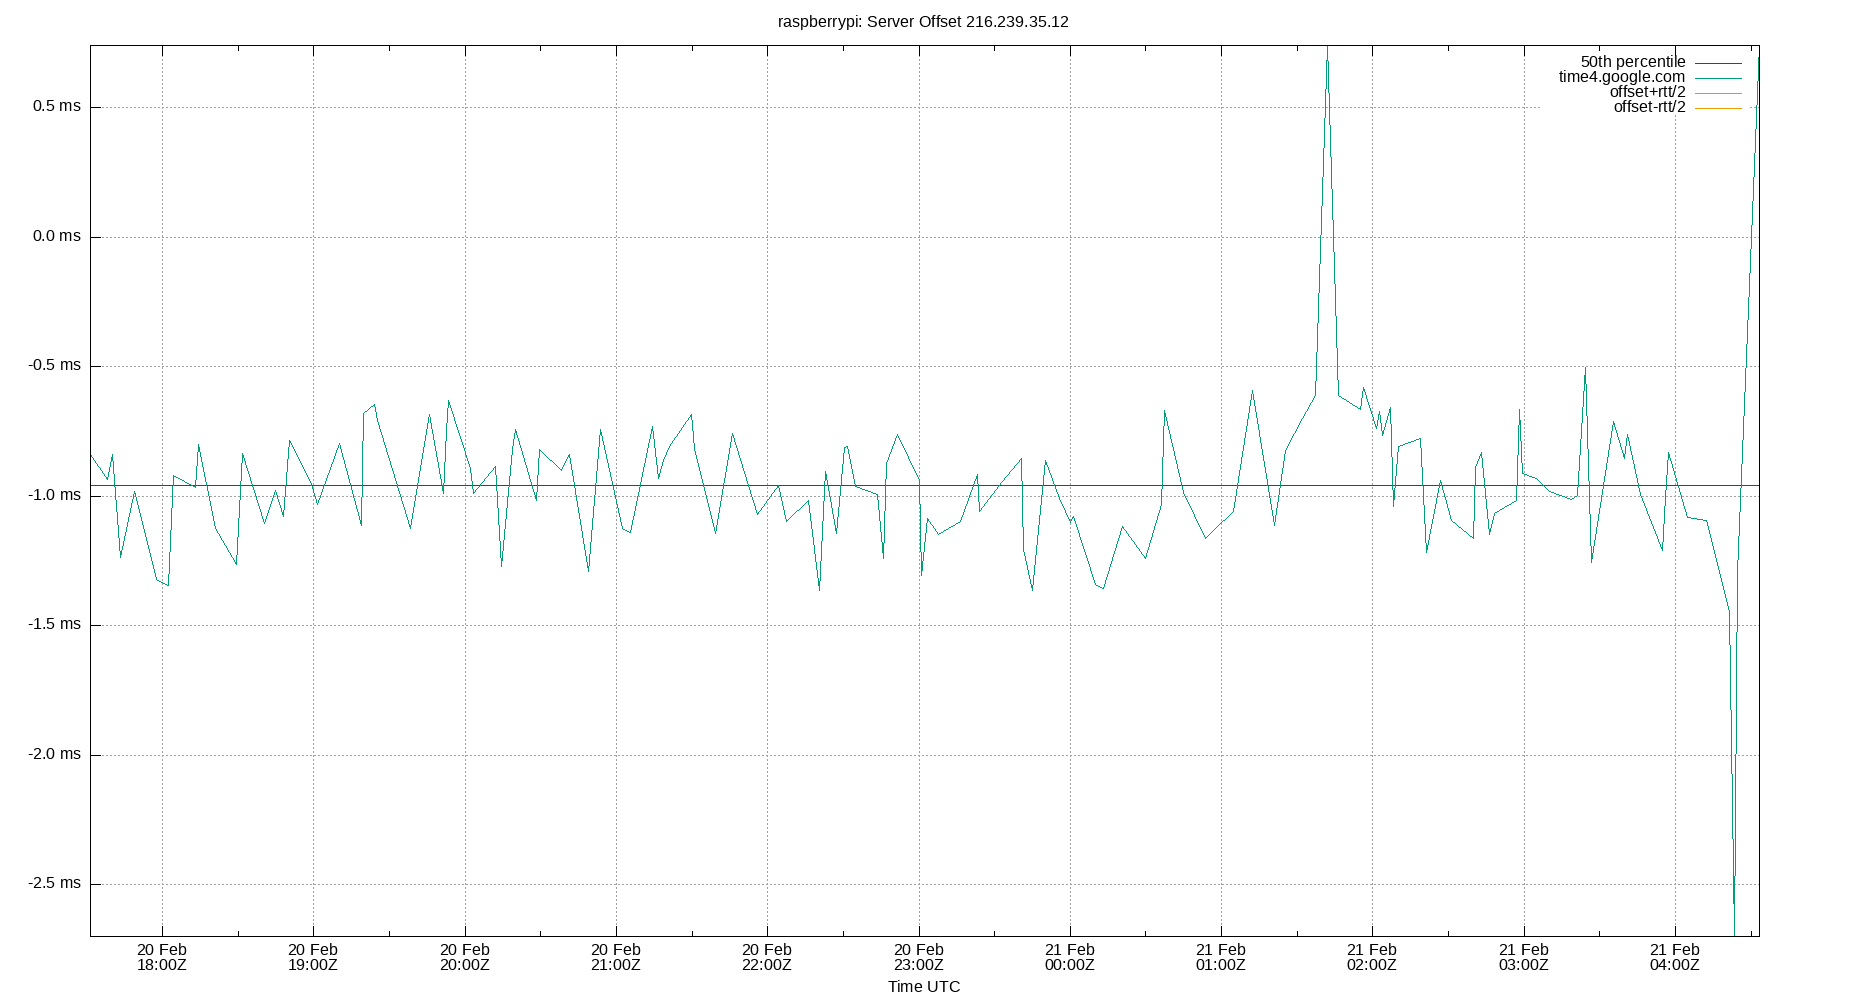 raspberrypi: Server Offset 216.239.35.12
50th percentile
time4.google.com
offset+rtt/2
offset-rtt/2
0.5 ms
0.0 ms
-0.5 ms
-1.0 ms
-1.5 ms
-2.0 ms
-2.5 ms
20 Feb 20 Feb 20 Feb 20 Feb 20 Feb 20 Feb 21 Feb 21 Feb 21 Feb 21 Feb 21 Feb
18:00Z 19:00Z 20:00Z 21:00Z 22:00Z 23:00Z 00:00Z 01:00Z 02:00Z 03:00Z 04:00Z
Time UTC